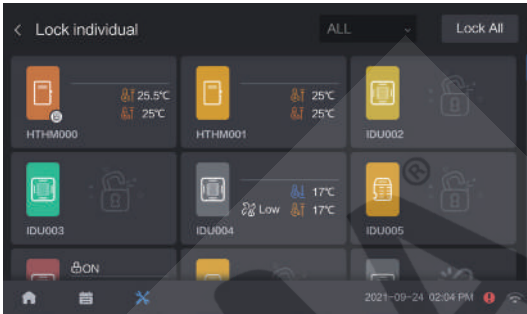 Lock individual
ALL
Lock All
25.5℃
25℃
HTHM000
25℃
25℃
HTHM001
IDU002
IDU003
17℃
Low 17℃
IDU004
IDU005
ON
2021-09-24 02:04 PM